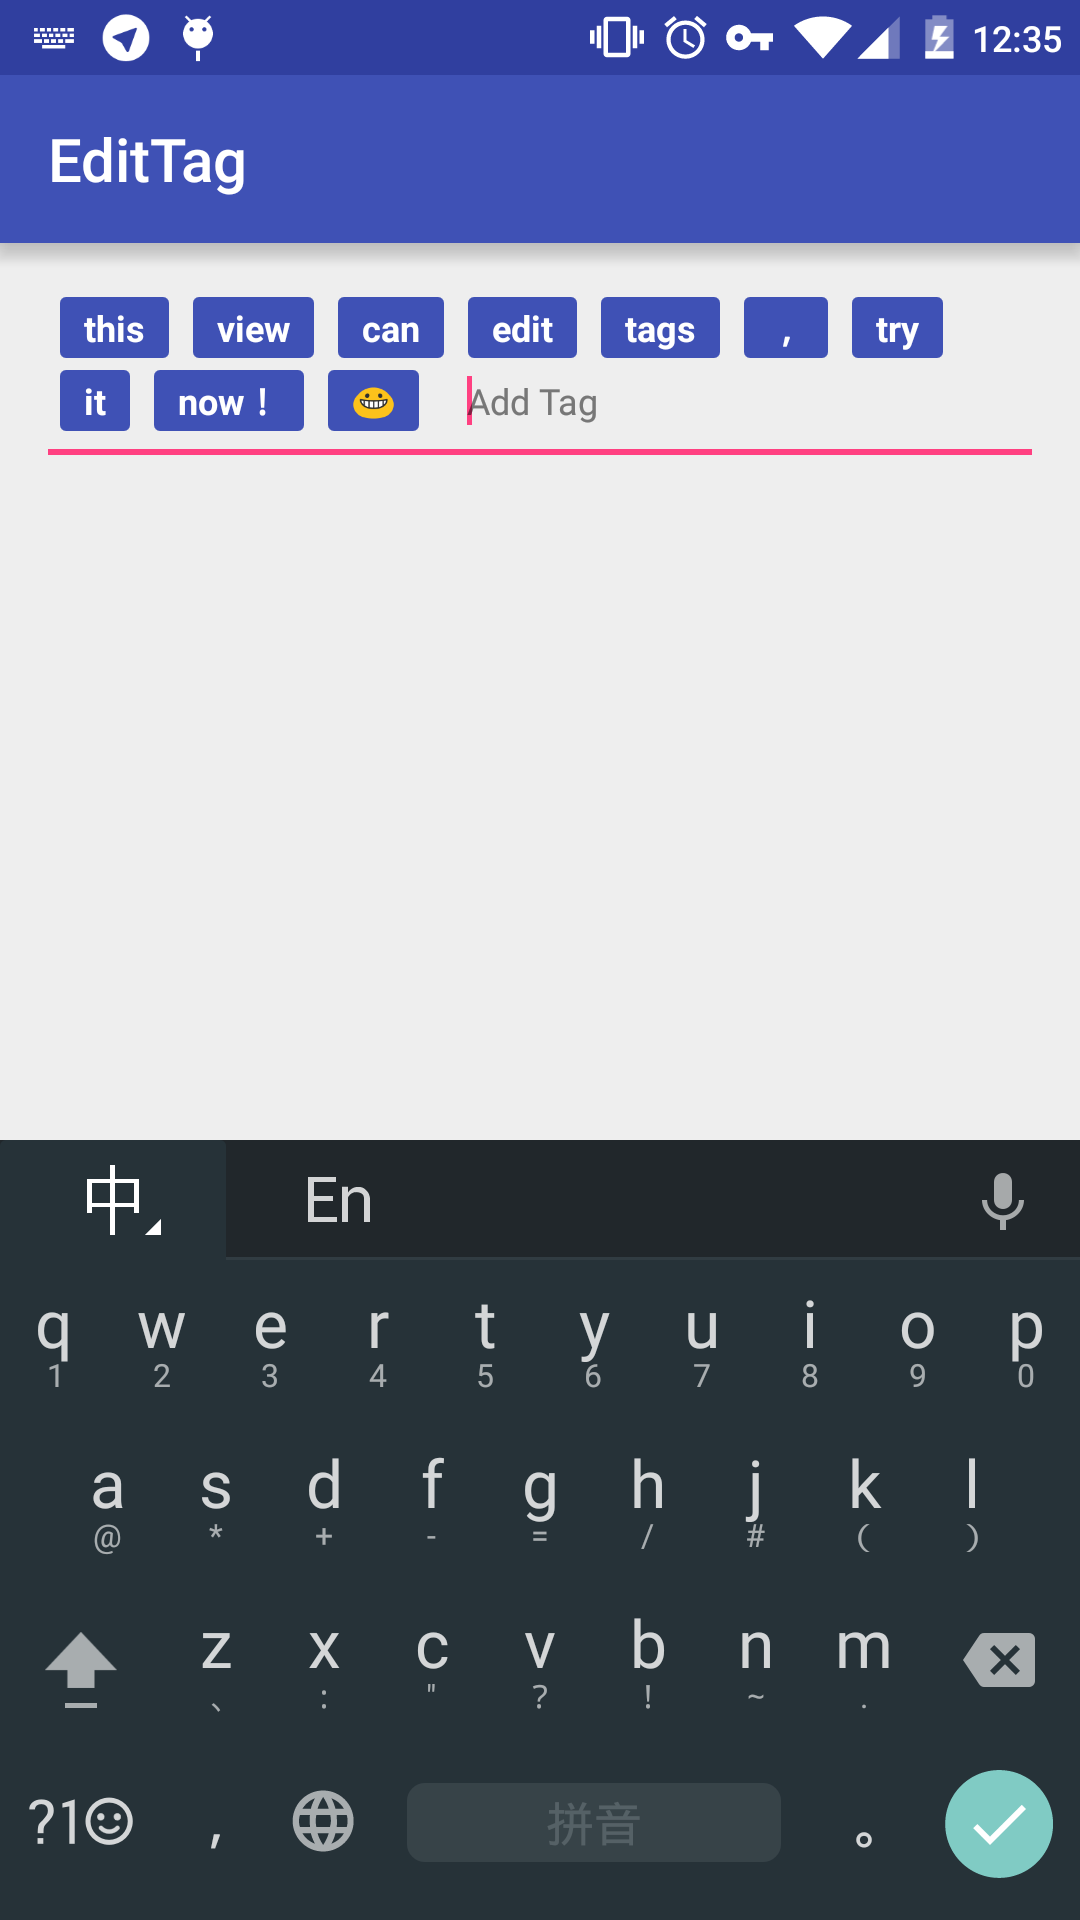 12:35
EditTag
this view can edit tags , try
it now！ 😀 Add Tag
中 En
q w e r t y u i o p
1 2 3 4 5 6 7 8 9 0
a s d f g h j k l
@ * + - = / # ( )
z x c v b n m
、 : " ? ! ~ .
?1☺ , 拼音 。